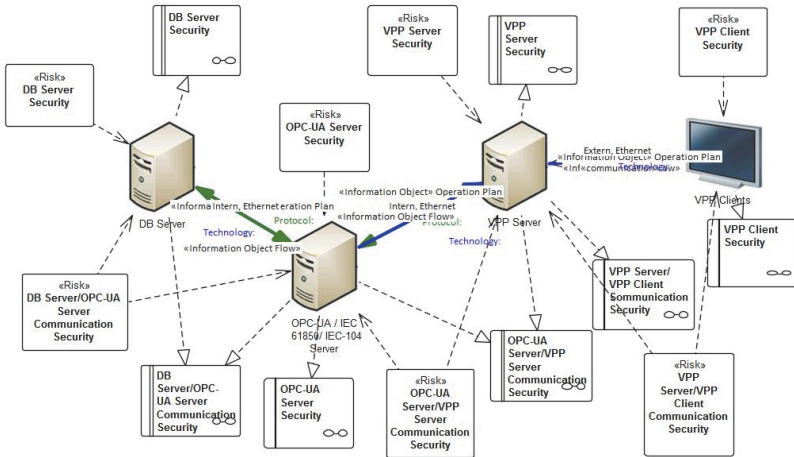 DB Server
Security
«Risk»
VPP Server
Security
VPP
Server
Security
«Risk»
VPP Client
Security
«Risk»
DB Server
Security
«Risk»
OPC-UA Server
Security
Extern, Ethernet
«Information Object» Operation Plan
Technology:
VPP Clients
«Information Object» Operation Plan
Intern, Ethernet
«Information Object Flow»
Protocol:
VPP Server
Technology:
Intern, Ethernet
eration Plan
DB Server
Protocol:
Technology:
«Information Object Flow»
VPP Client
Security
«Risk»
DB Server/OPC-UA
Server
Communication
Security
VPP Server/
VPP Client
Communication
Security
OPC-UA / IEC
61850/ IEC-104
Server
OPC-UA
Server/VPP
Server
Communication
Security
DB
Server/OPC-
UA Server
Communication
Security
OPC-UA
Server
Security
«Risk»
OPC-UA
Server/VPP
Server
Communication
Security
«Risk»
VPP
Server/VPP
Client
Communication
Security